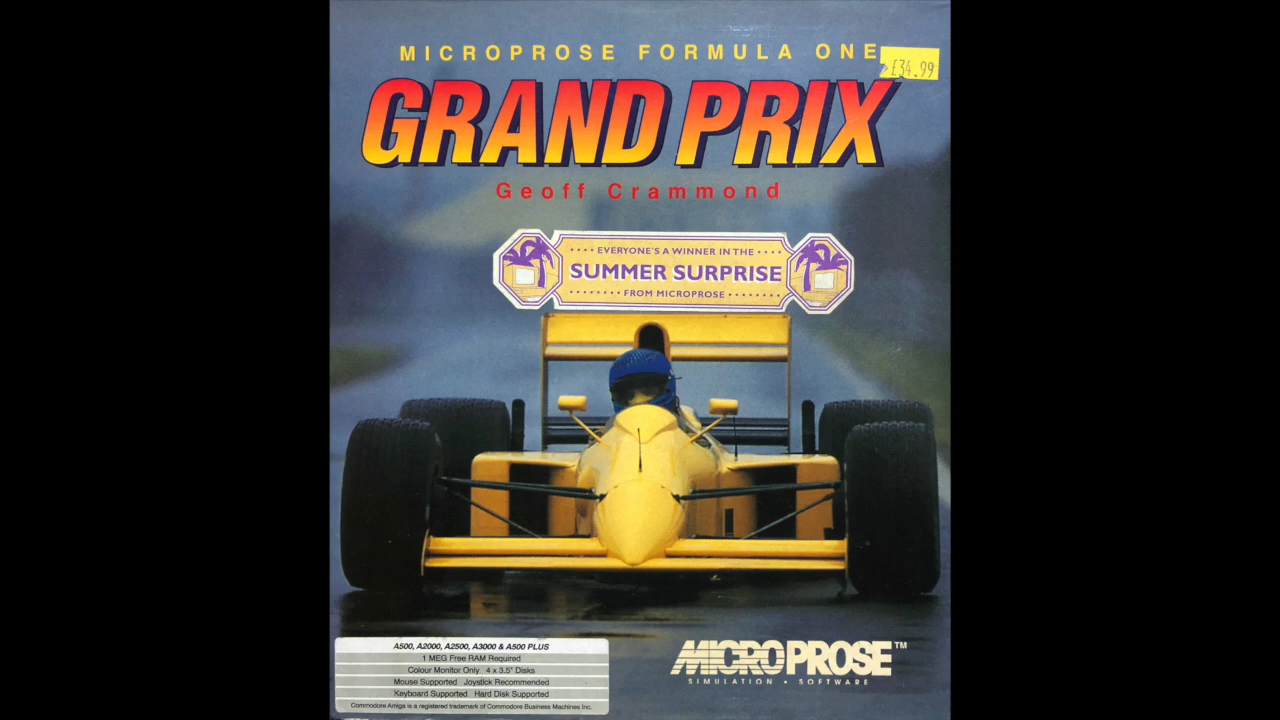 MICROPROSE FORMULA ONE
£34.99
GRAND PRIX
Geoff Crammond
EVERYONE'S A WINNER IN THE
SUMMER SURPRISE
FROM MICROPROSE
A500, A2000, A2500, A3000 & A500 PLUS
1 MEG Free RAM Required
Colour Monitor Only 4 x 3.5" Disks
Mouse Supported Joystick Recommended
Keyboard Supported Hard Disk Supported
Commodore Amiga is a registered trademark of Commodore Business Machines Inc.
MICROPROSE™
SIMULATION • SOFTWARE